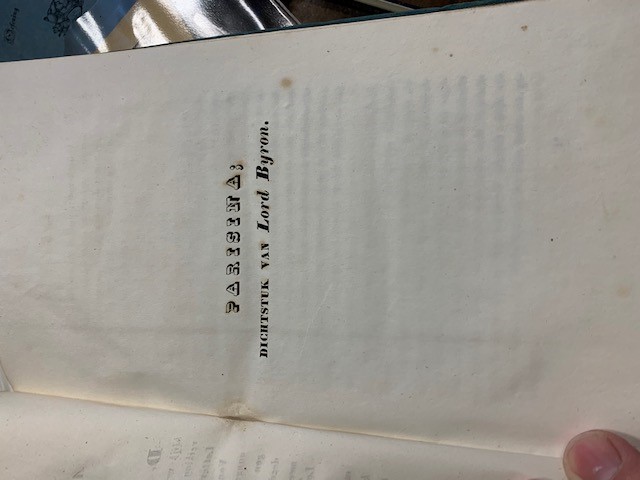 PARISINA;
DICHTSTUK VAN Lord Byron.